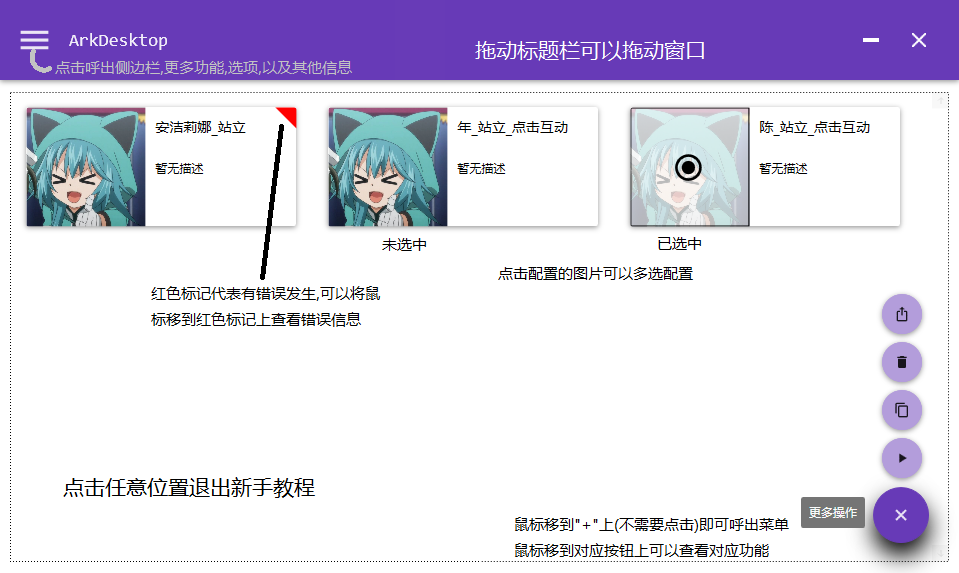 ArkDesktop
拖动标题栏可以拖动窗口
点击呼出侧边栏,更多功能,选项,以及其他信息
安洁莉娜_站立
暂无描述
年_站立_点击互动
暂无描述
陈_站立_点击互动
暂无描述
未选中
已选中
点击配置的图片可以多选配置
红色标记代表有错误发生,可以将鼠
标移到红色标记上查看错误信息
点击任意位置退出新手教程
更多操作
鼠标移到"+"上(不需要点击)即可呼出菜单
鼠标移到对应按钮上可以查看对应功能